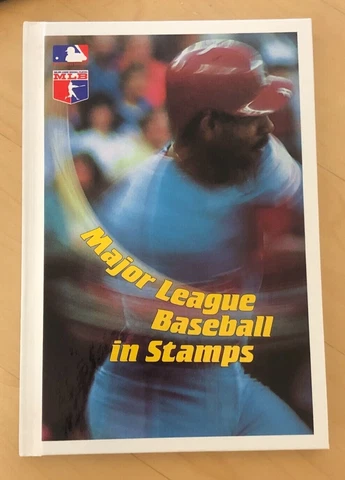 MLB
Major League
Baseball
in Stamps